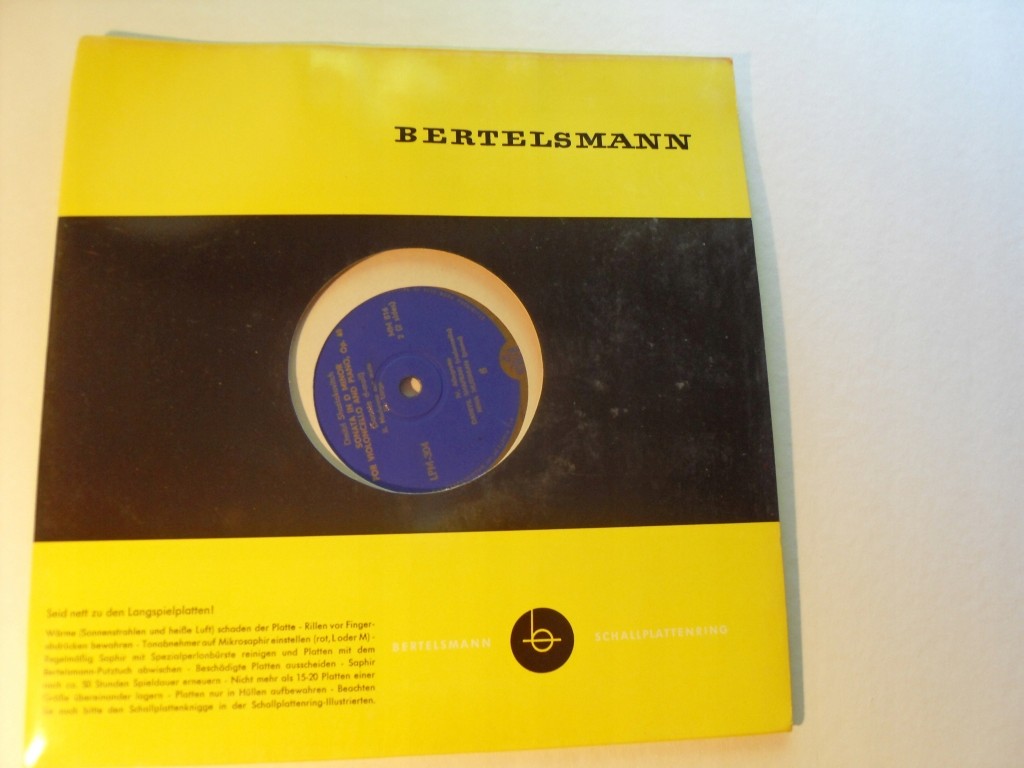 BERTELSMANN
Dmitri Shostakovich
SONATA IN D MINOR
FOR VIOLONCELLO AND PIANO, Op. 40
LPM-304
Seid nett zu den Langspielplatten!
Wärme (Sonnenstrahlen und heiße Luft) schaden der Platte - Rillen vor Finger-
abdrücken bewahren - Tonabnehmer auf Mikrosaphir einstellen (rot, L oder M) -
Regelmäßig Saphir mit Spezialperlonbürste reinigen und Platten mit dem
Bertelsmann-Putztuch abwischen - Beschädigte Platten ausscheiden - Saphir
nach ca. 50 Stunden Spieldauer erneuern - Nicht mehr als 15-20 Platten einer
Größe übereinander lagern - Platten nur in Hüllen aufbewahren - Beachten
Sie auch bitte den Schallplattenknigge in der Schallplattenring-Illustrierten.
BERTELSMANN b SCHALLPLATTENRING